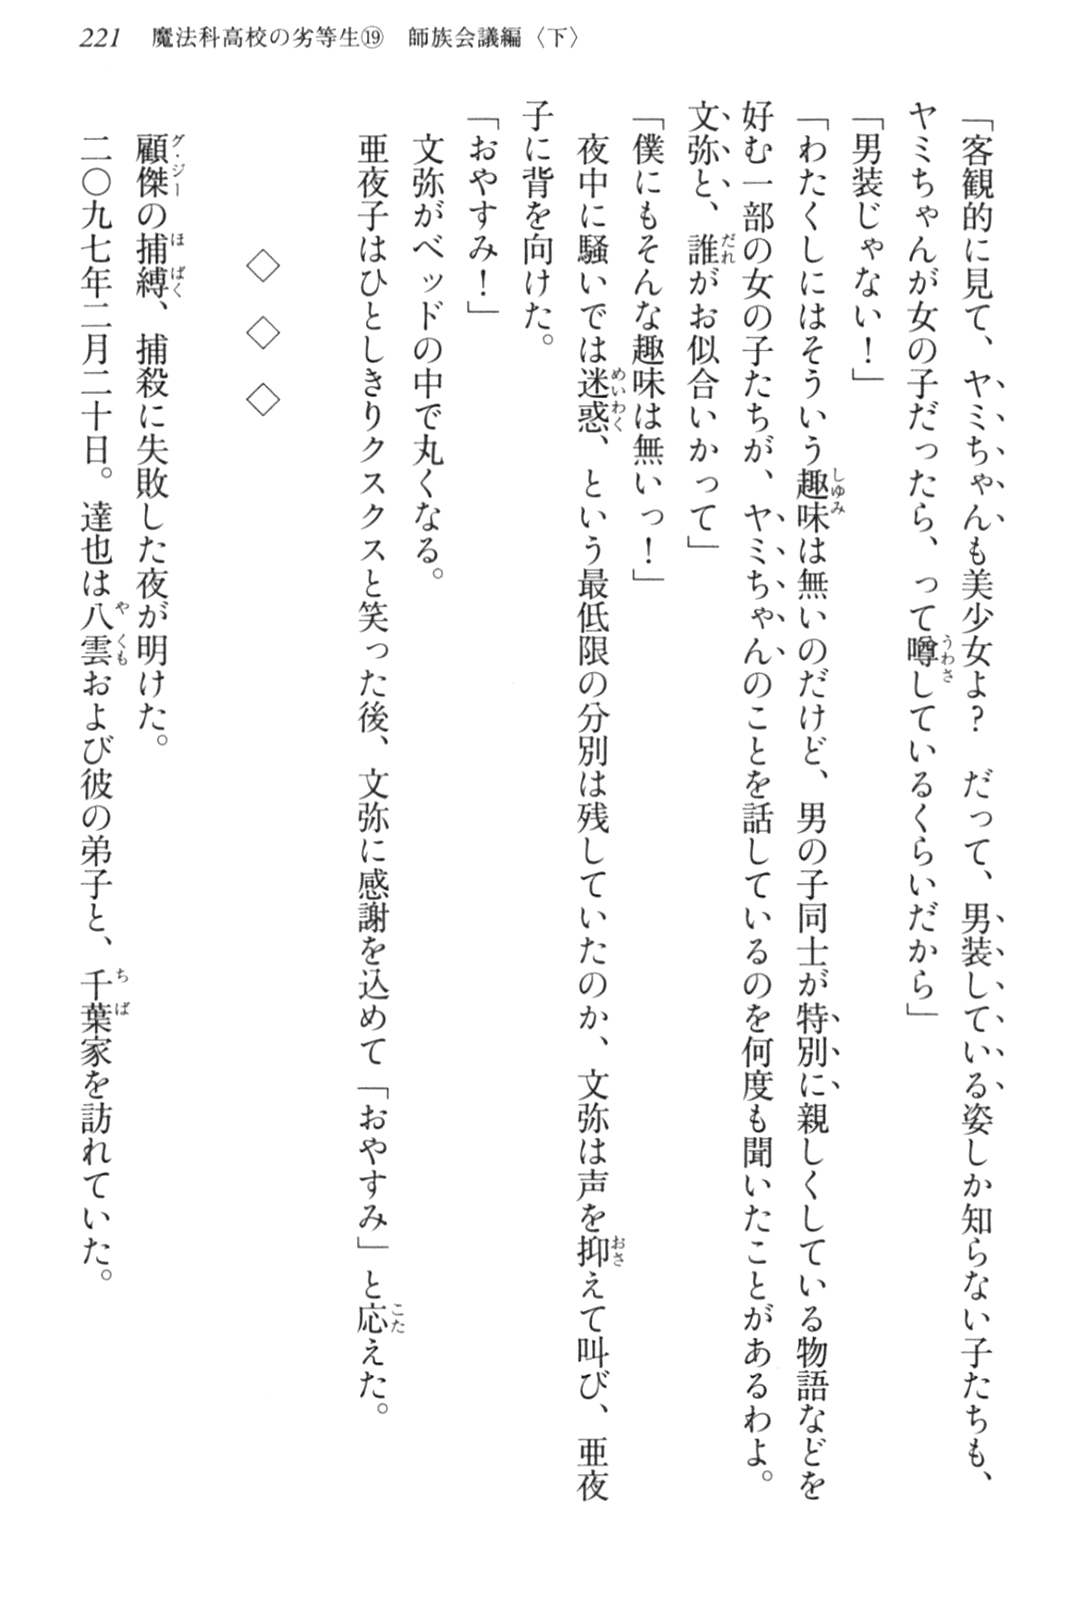 221　魔法科高校の劣等生⑲　師族会議編〈下〉
「客観的に見て、ヤミちゃんも美少女よ？　だって、男装している姿しか知らない子たちも、
ヤミちゃんが女の子だったら、って噂しているくらいだから」
「男装じゃない！」
「わたくしにはそういう趣味は無いのだけど、男の子同士が特別に親しくしている物語などを
好む一部の女の子たちが、ヤミちゃんのことを話しているのを何度も聞いたことがあるわよ。
文弥と、誰がお似合いかって」
「僕にもそんな趣味は無いっ！」
　夜中に騒いでは迷惑、という最低限の分別は残していたのか、文弥は声を抑えて叫び、亜夜
子に背を向けた。
「おやすみ！」
　文弥がベッドの中で丸くなる。
　亜夜子はひとしきりクスクスと笑った後、文弥に感謝を込めて「おやすみ」と応えた。
◇　◇　◇
　顧傑の捕縛、捕殺に失敗した夜が明けた。
　二〇九七年二月二十日。達也は八雲および彼の弟子と、千葉家を訪れていた。